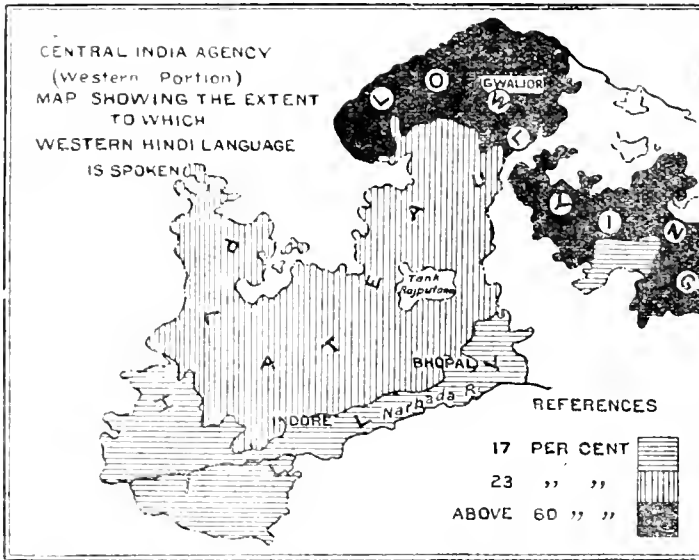 CENTRAL INDIA AGENCY
(Western Portion)
MAP SHOWING THE EXTENT
TO WHICH
WESTERN HINDI LANGUAGE
IS SPOKEN
L O W L Y I N G
GWALIOR
P L A T E A U
Tank
Rajputana
BHOPAL
INDORE
Narbada R.
REFERENCES
17 PER CENT
23 ,, ,,
ABOVE 60 ,, ,,